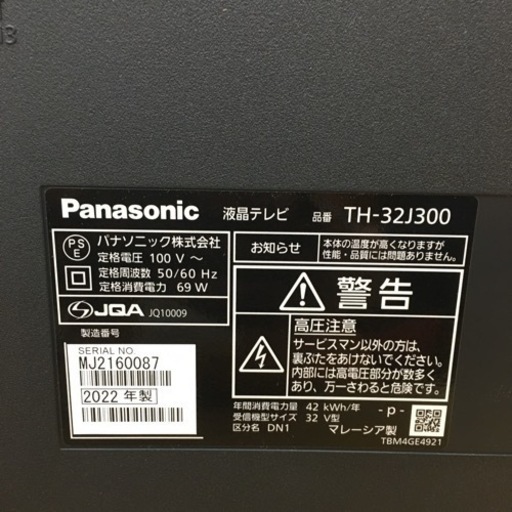 Panasonic 液晶テレビ 品番 TH-32J300
PS
E
パナソニック株式会社
定格電圧 100 V～
定格周波数 50/60 Hz
定格消費電力 69 W
JQA JQ10009
製造番号
SERIAL NO
MJ2160087
2022 年製
お知らせ
本体の温度が高くなりますが
性能・品質には問題ありません。
警告
高圧注意
サービスマン以外の方は、
裏ぶたをあけないでください。
内部には高電圧部分が数多く
あり、万一さわると危険です。
年間消費電力量 42 kWh/年
受信機型サイズ 32 V型
区分名 DN1
-p-
マレーシア製
TBM4GE4921